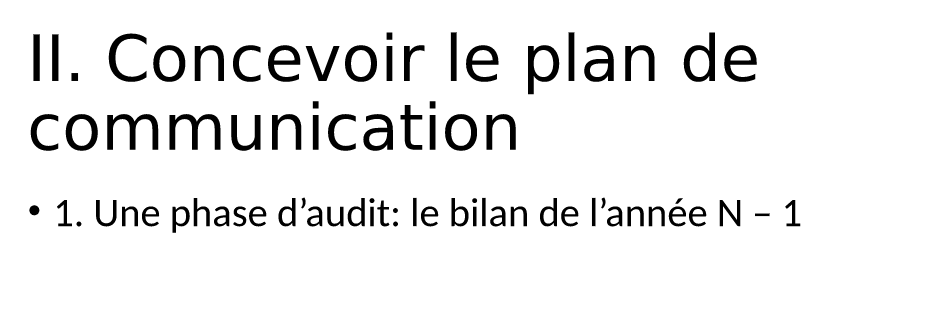 II. Concevoir le plan de
communication
• 1. Une phase d’audit: le bilan de l’année N – 1